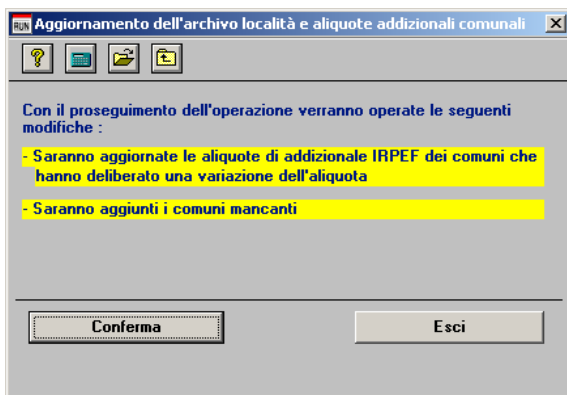 RUN Aggiornamento dell'archivo località e aliquote addizionali comunali
Con il proseguimento dell'operazione verranno operate le seguenti
modifiche :
- Saranno aggiornate le aliquote di addizionale IRPEF dei comuni che
hanno deliberato una variazione dell'aliquota
- Saranno aggiunti i comuni mancanti
Conferma
Esci